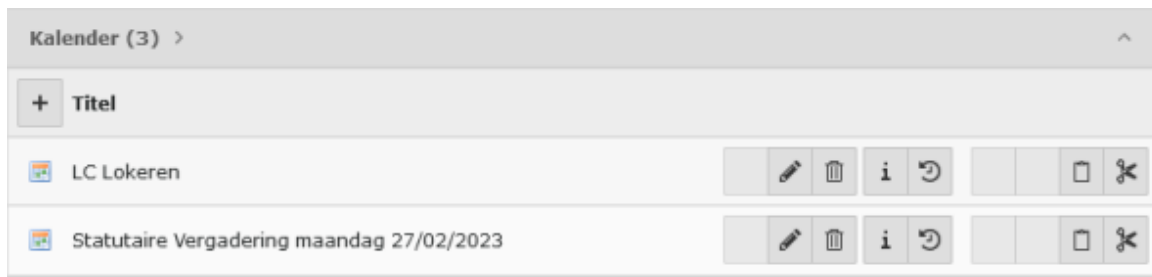 Kalender (3) >
+ Titel
LC Lokeren
Statutaire Vergadering maandag 27/02/2023